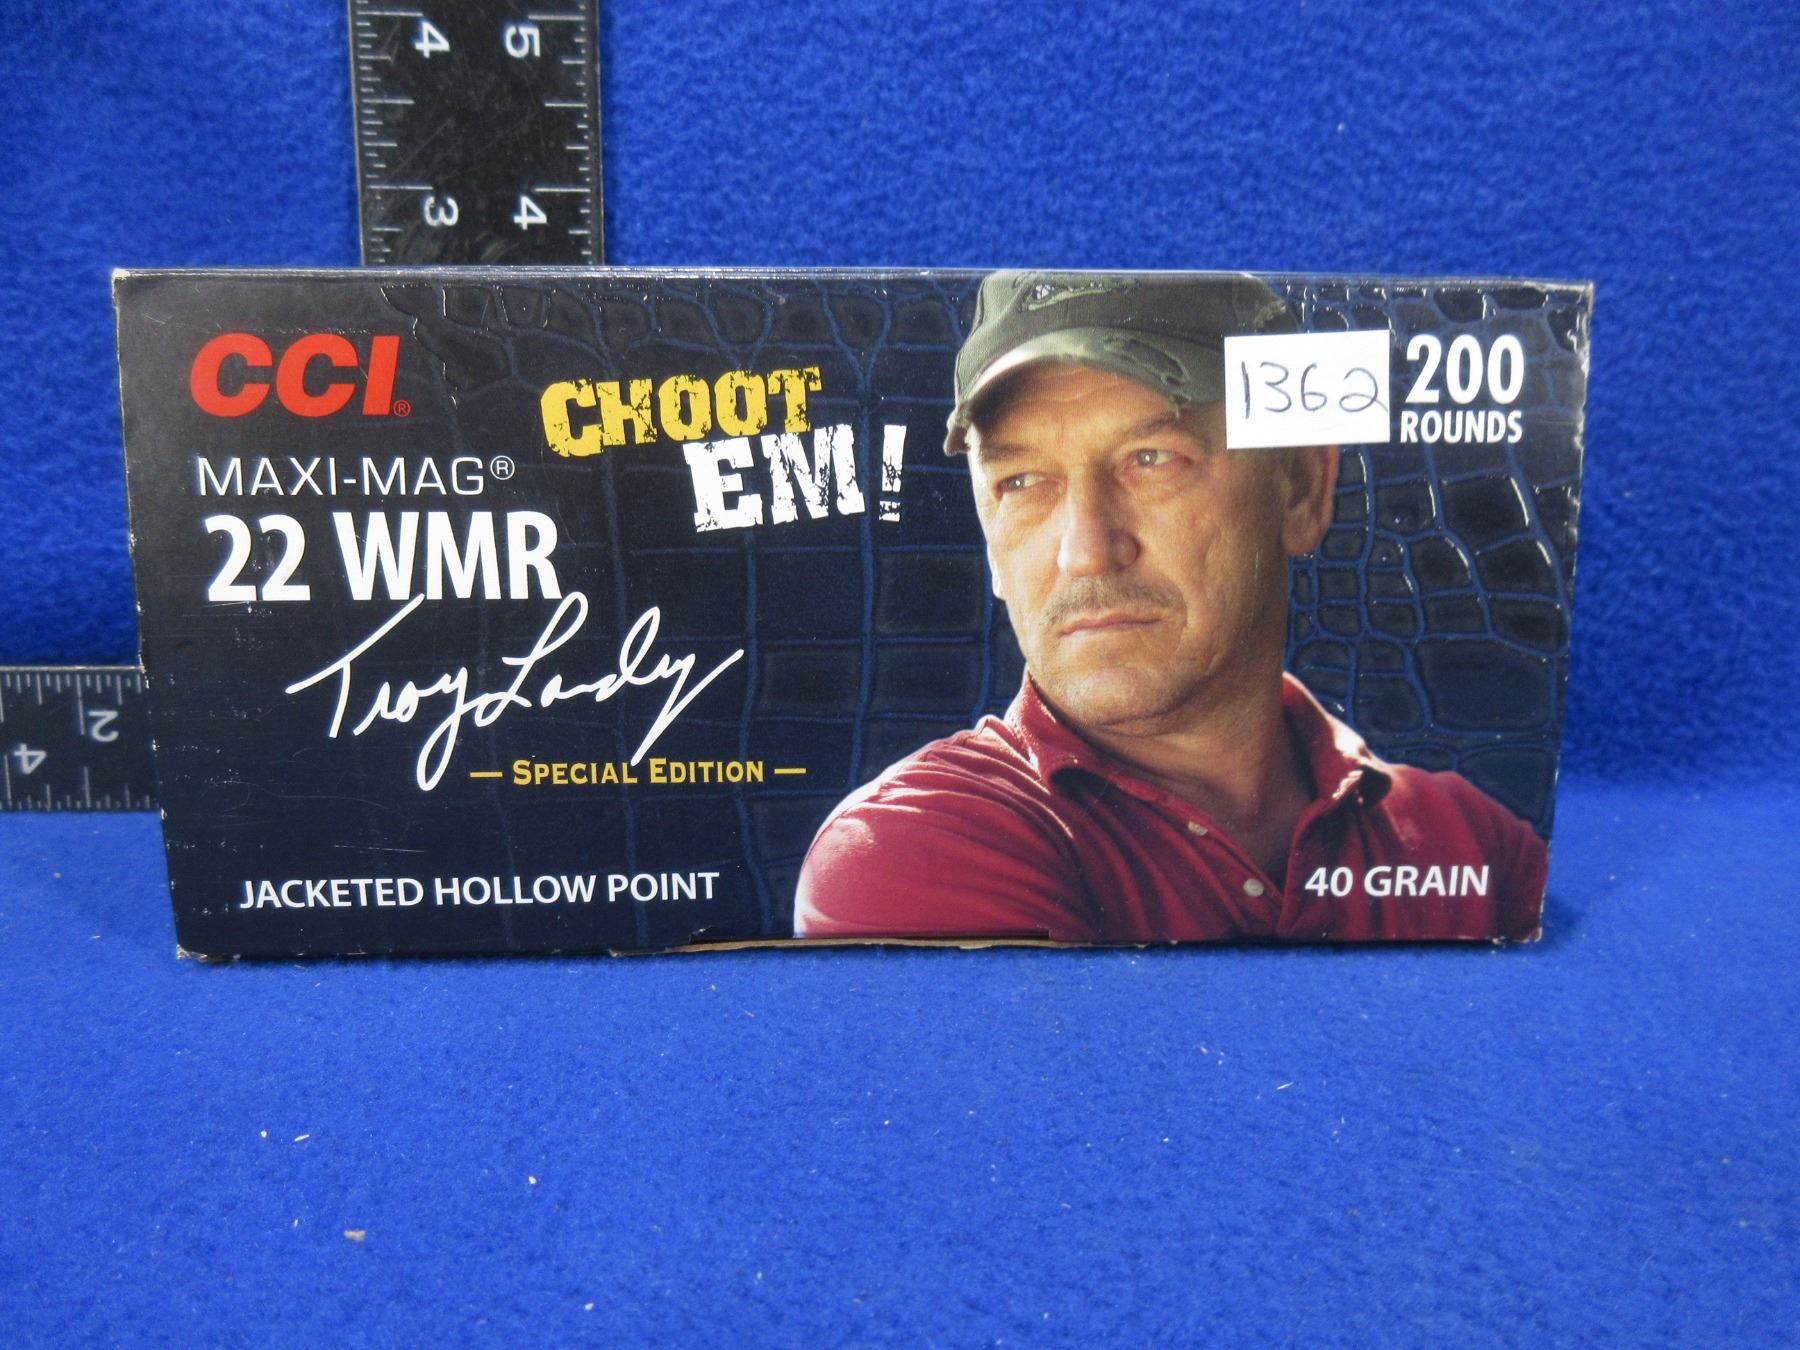 4 5
3 4
CCI®
CHOOT
EM!
1362
200
ROUNDS
MAXI-MAG®
22 WMR
Troy Landry
— SPECIAL EDITION —
2
4
JACKETED HOLLOW POINT
40 GRAIN